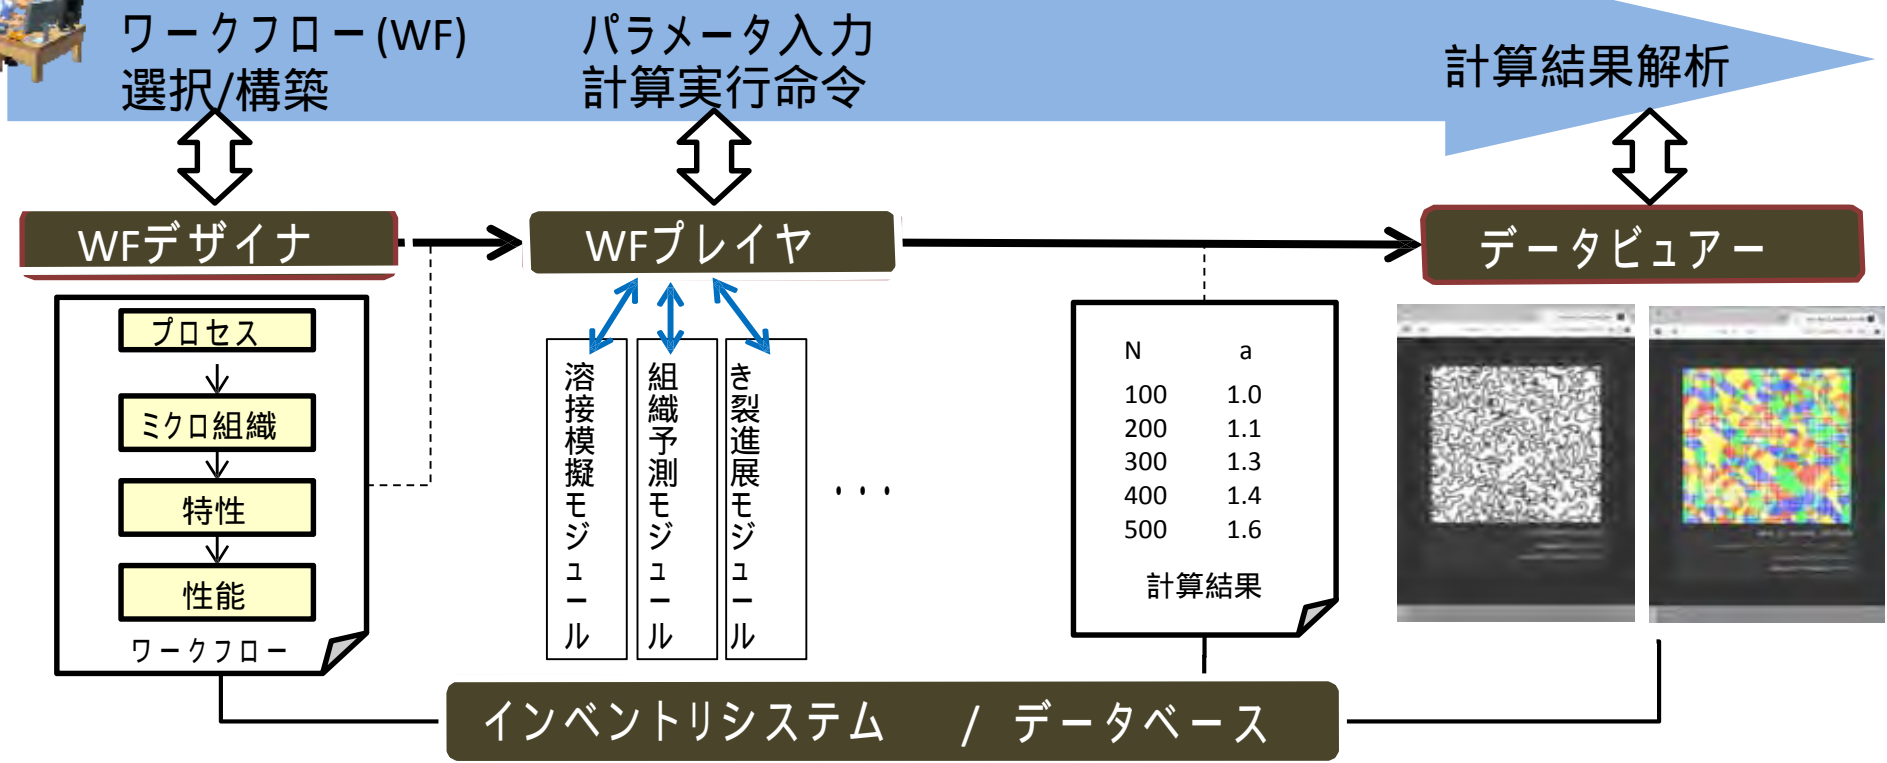 ワークフロー(WF)
選択/構築
パラメータ入力
計算実行命令
計算結果解析
WFデザイナ
WFプレイヤ
データビュアー
プロセス
ミクロ組織
特性
性能
ワークフロー
溶接模擬モジュール
組織予測モジュール
き裂進展モジュール
・・・
N a
100 1.0
200 1.1
300 1.3
400 1.4
500 1.6
計算結果
インベントリシステム / データベース